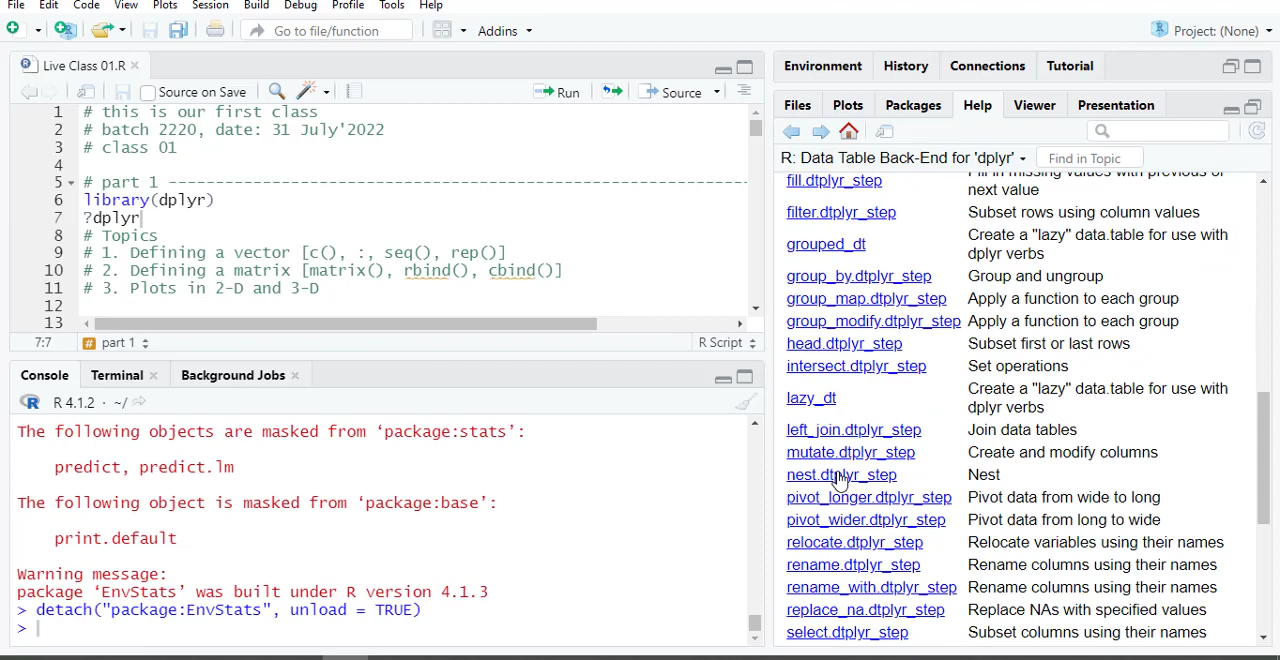 File Edit Code View Plots Session Build Debug Profile Tools Help
Go to file/function Addins Project: (None)
Live Class 01.R
Source on Save Run Source
1 # this is our first class
2 # batch 2220, date: 31 July'2022
3 # class 01
4
5 # part 1 ----------------------------------------------------------------
6 library(dplyr)
7 ?dplyr
8 # Topics
9 # 1. Defining a vector [c(), :, seq(), rep()]
10 # 2. Defining a matrix [matrix(), rbind(), cbind()]
11 # 3. Plots in 2-D and 3-D
12
13
7:7 # part 1 R Script
Console Terminal Background Jobs
R R 4.1.2 · ~/
The following objects are masked from ‘package:stats’:
predict, predict.lm
The following object is masked from ‘package:base’:
print.default
Warning message:
package ‘EnvStats’ was built under R version 4.1.3
> detach("package:EnvStats", unload = TRUE)
>
Environment History Connections Tutorial
Files Plots Packages Help Viewer Presentation
R: Data Table Back-End for 'dplyr' Find in Topic
fill.dtplyr_step Fill in missing values with previous or
next value
filter.dtplyr_step Subset rows using column values
grouped_dt Create a "lazy" data.table for use with
dplyr verbs
group_by.dtplyr_step Group and ungroup
group_map.dtplyr_step Apply a function to each group
group_modify.dtplyr_step Apply a function to each group
head.dtplyr_step Subset first or last rows
intersect.dtplyr_step Set operations
lazy_dt Create a "lazy" data.table for use with
dplyr verbs
left_join.dtplyr_step Join data tables
mutate.dtplyr_step Create and modify columns
nest.dtplyr_step Nest
pivot_longer.dtplyr_step Pivot data from wide to long
pivot_wider.dtplyr_step Pivot data from long to wide
relocate.dtplyr_step Relocate variables using their names
rename.dtplyr_step Rename columns using their names
rename_with.dtplyr_step Rename columns using their names
replace_na.dtplyr_step Replace NAs with specified values
select.dtplyr_step Subset columns using their names